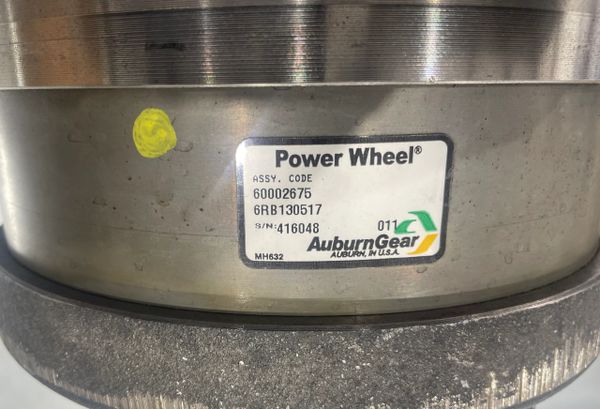 Power Wheel®
ASSY. CODE
60002675
6RB130517
S/N:416048 011
AuburnGear
AUBURN, IN U.S.A.
MH632